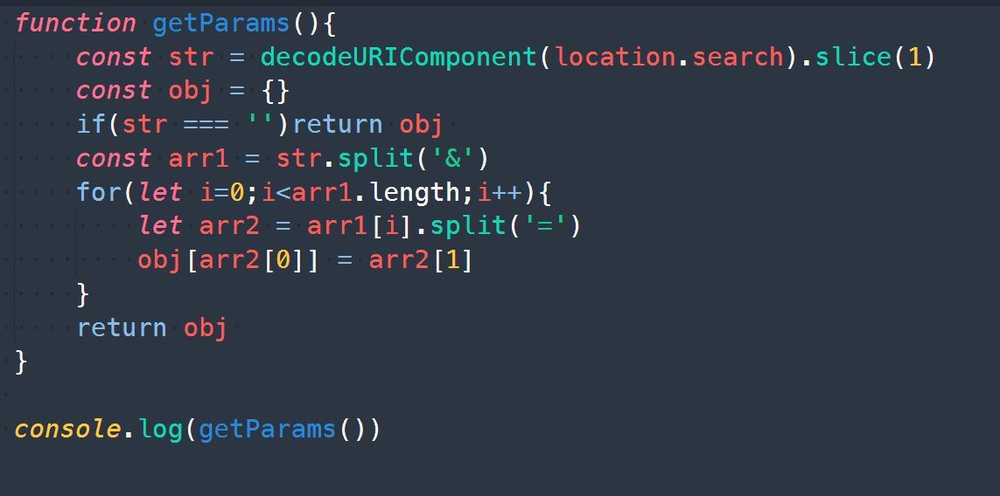 function getParams(){
    const str = decodeURIComponent(location.search).slice(1)
    const obj = {}
    if(str === '')return obj
    const arr1 = str.split('&')
    for(let i=0;i<arr1.length;i++){
        let arr2 = arr1[i].split('=')
        obj[arr2[0]] = arr2[1]
    }
    return obj
}

console.log(getParams())